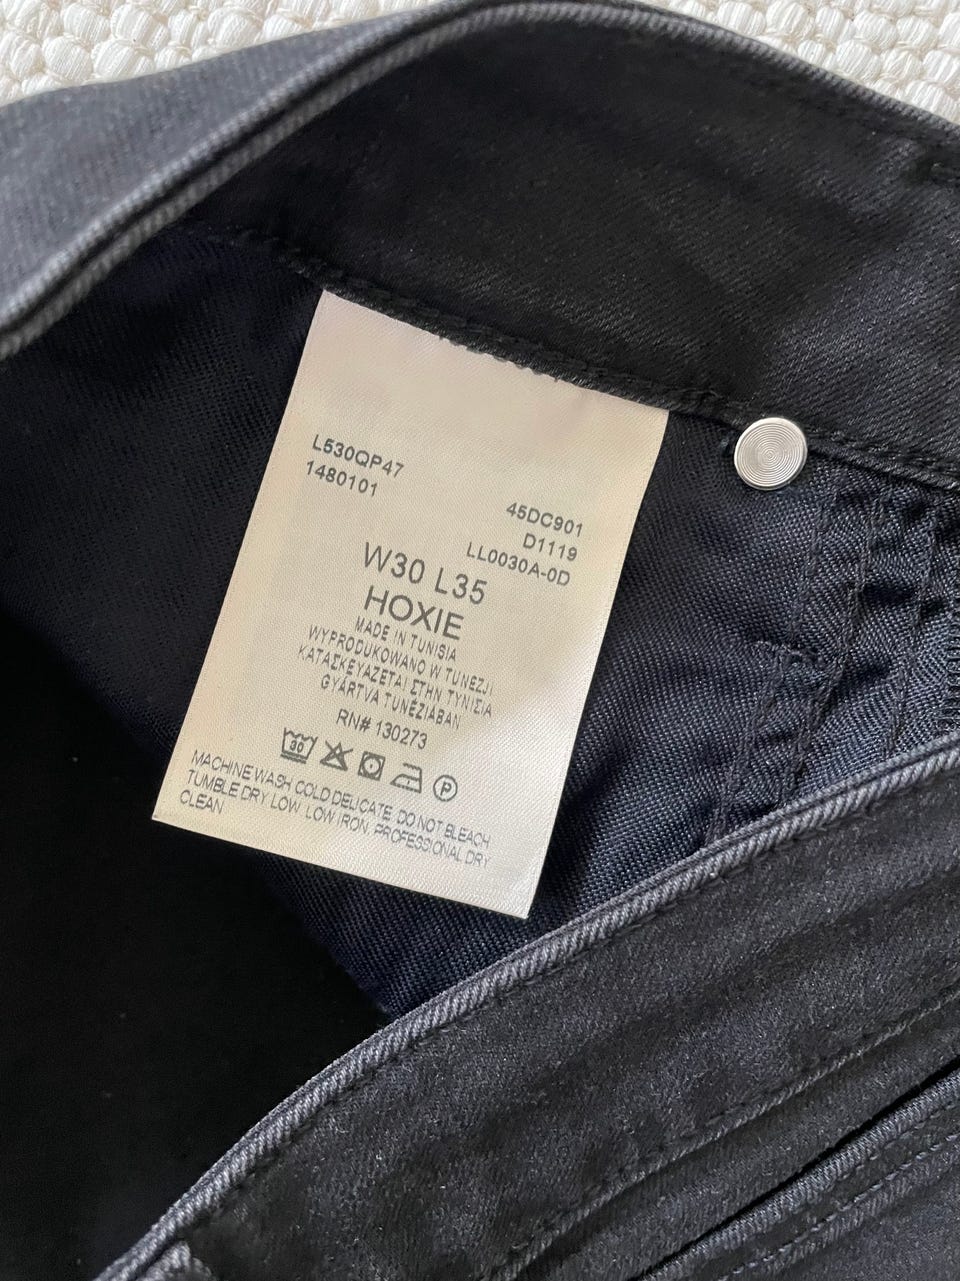 L530QP47
1480101
45DC901
D1119
LL0030A-0D
W30 L35
HOXIE
MADE IN TUNISIA
WYPRODUKOWANO W TUNEZJI
ΚΑΤΑΣΚΕΥΑΖΕΤΑΙ ΣΤΗΝ ΤΥΝΙΣΙΑ
GYÁRTVA TUNÉZIÁBAN
RN# 130273
30 P
MACHINE WASH COLD DELICATE. DO NOT BLEACH
TUMBLE DRY LOW. LOW IRON. PROFESSIONAL DRY
CLEAN